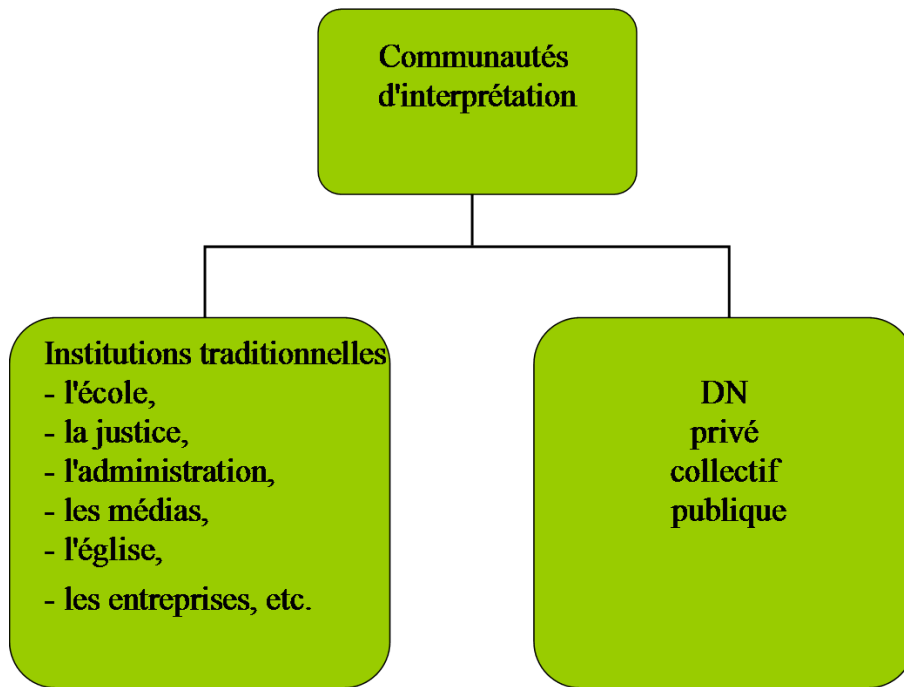 Communautés
d'interprétation
Institutions traditionnelles
- l'école,
- la justice,
- l'administration,
- les médias,
- l'église,
- les entreprises, etc.
DN
privé
collectif
publique